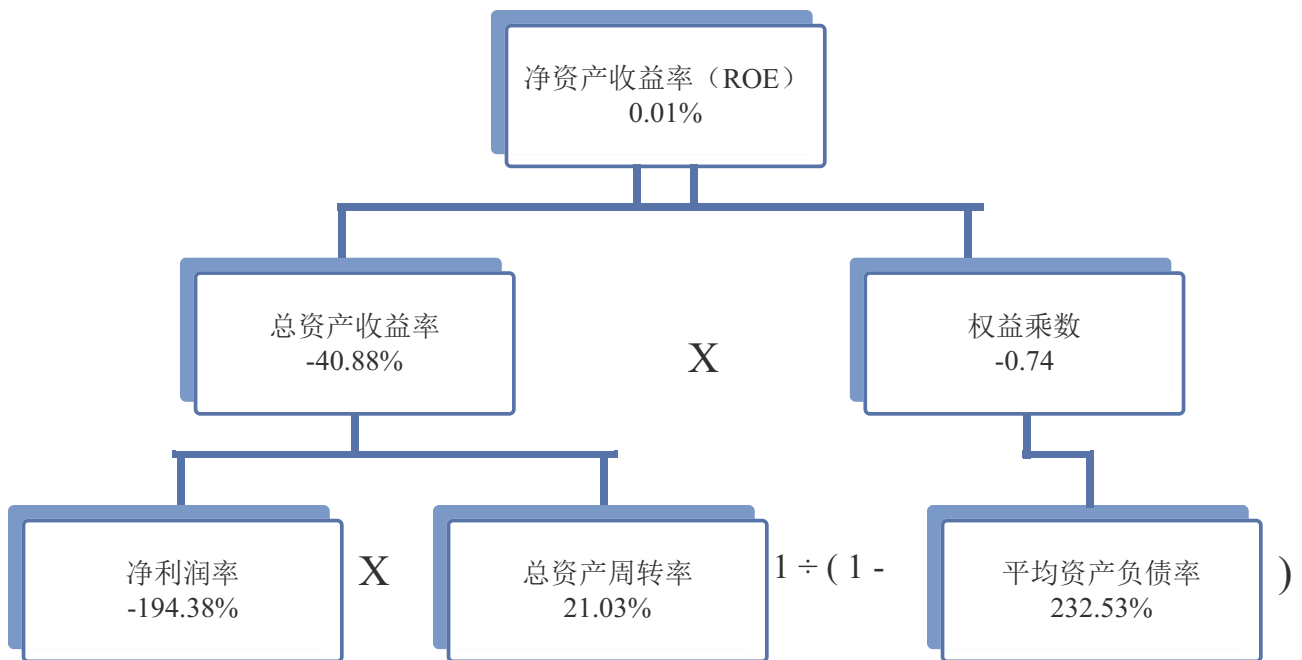 净资产收益率（ROE）
0.01%
总资产收益率
-40.88%
X
权益乘数
-0.74
净利润率
-194.38%
X
总资产周转率
21.03%
1 ÷ ( 1 -
平均资产负债率
232.53%
)